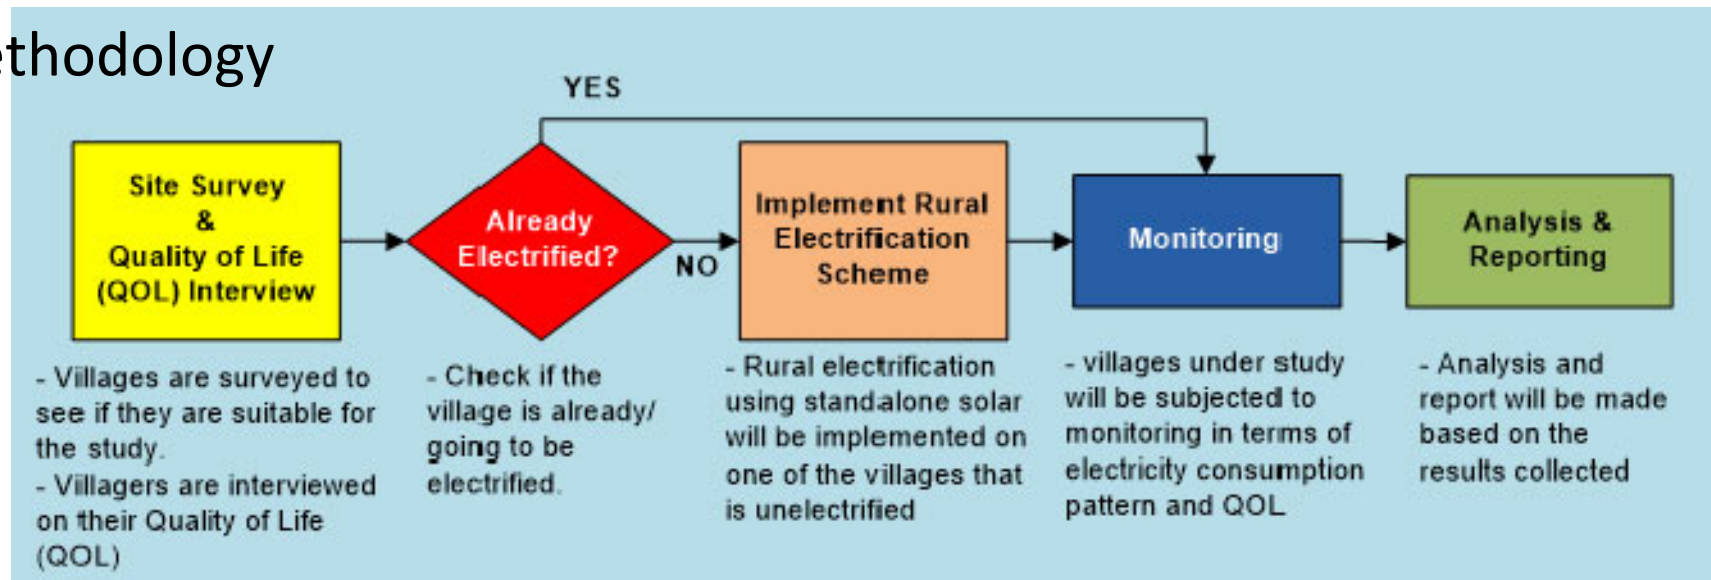 ethodology
YES
Site Survey
&
Quality of Life
(QOL) Interview
Already
Electrified?
NO
Implement Rural
Electrification
Scheme
Monitoring
Analysis &
Reporting
- Villages are surveyed to
see if they are suitable for
the study.
- Villagers are interviewed
on their Quality of Life
(QOL)
- Check if the
village is already/
going to be
electrified.
- Rural electrification
using standalone solar
will be implemented on
one of the villages that
is unelectrified
- villages under study
will be subjected to
monitoring in terms of
electricity consumption
pattern and QOL
- Analysis and
report will be made
based on the
results collected